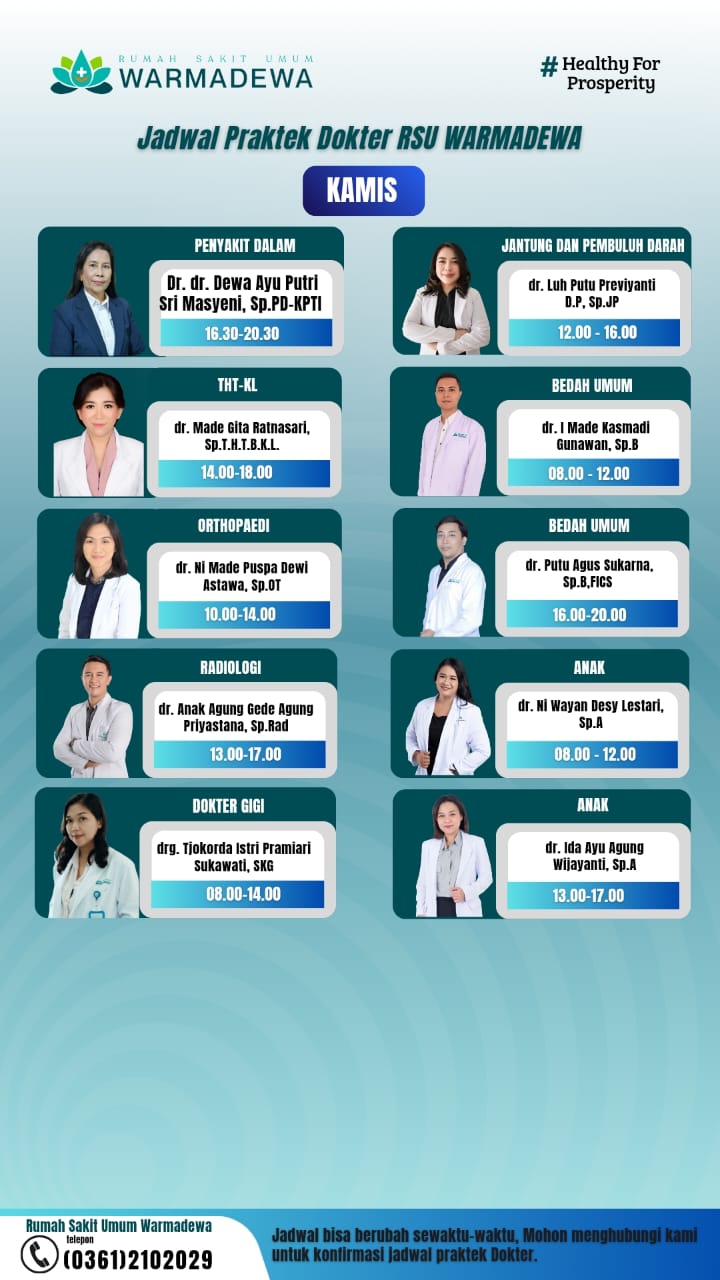 RUMAH SAKIT UMUM
WARMADEWA
# Healthy For
Prosperity
Jadwal Praktek Dokter RSU WARMADEWA
KAMIS
PENYAKIT DALAM
Dr. dr. Dewa Ayu Putri
Sri Masyeni, Sp.PD-KPTI
16.30-20.30
JANTUNG DAN PEMBULUH DARAH
dr. Luh Putu Previyanti
D.P, Sp.JP
12.00 - 16.00
THT-KL
dr. Made Gita Ratnasari,
Sp.T.H.T.B.K.L.
14.00-18.00
BEDAH UMUM
dr. I Made Kasmadi
Gunawan, Sp.B
08.00 - 12.00
ORTHOPAEDI
dr. Ni Made Puspa Dewi
Astawa, Sp.OT
10.00-14.00
BEDAH UMUM
dr. Putu Agus Sukarna,
Sp.B,FICS
16.00-20.00
RADIOLOGI
dr. Anak Agung Gede Agung
Priyastana, Sp.Rad
13.00-17.00
ANAK
dr. Ni Wayan Desy Lestari,
Sp.A
08.00 - 12.00
DOKTER GIGI
drg. Tjokorda Istri Pramiari
Sukawati, SKG
08.00-14.00
ANAK
dr. Ida Ayu Agung
Wijayanti, Sp.A
13.00-17.00
Rumah Sakit Umum Warmadewa
telepon
(0361)2102029
Jadwal bisa berubah sewaktu-waktu, Mohon menghubungi kami
untuk konfirmasi jadwal praktek Dokter.